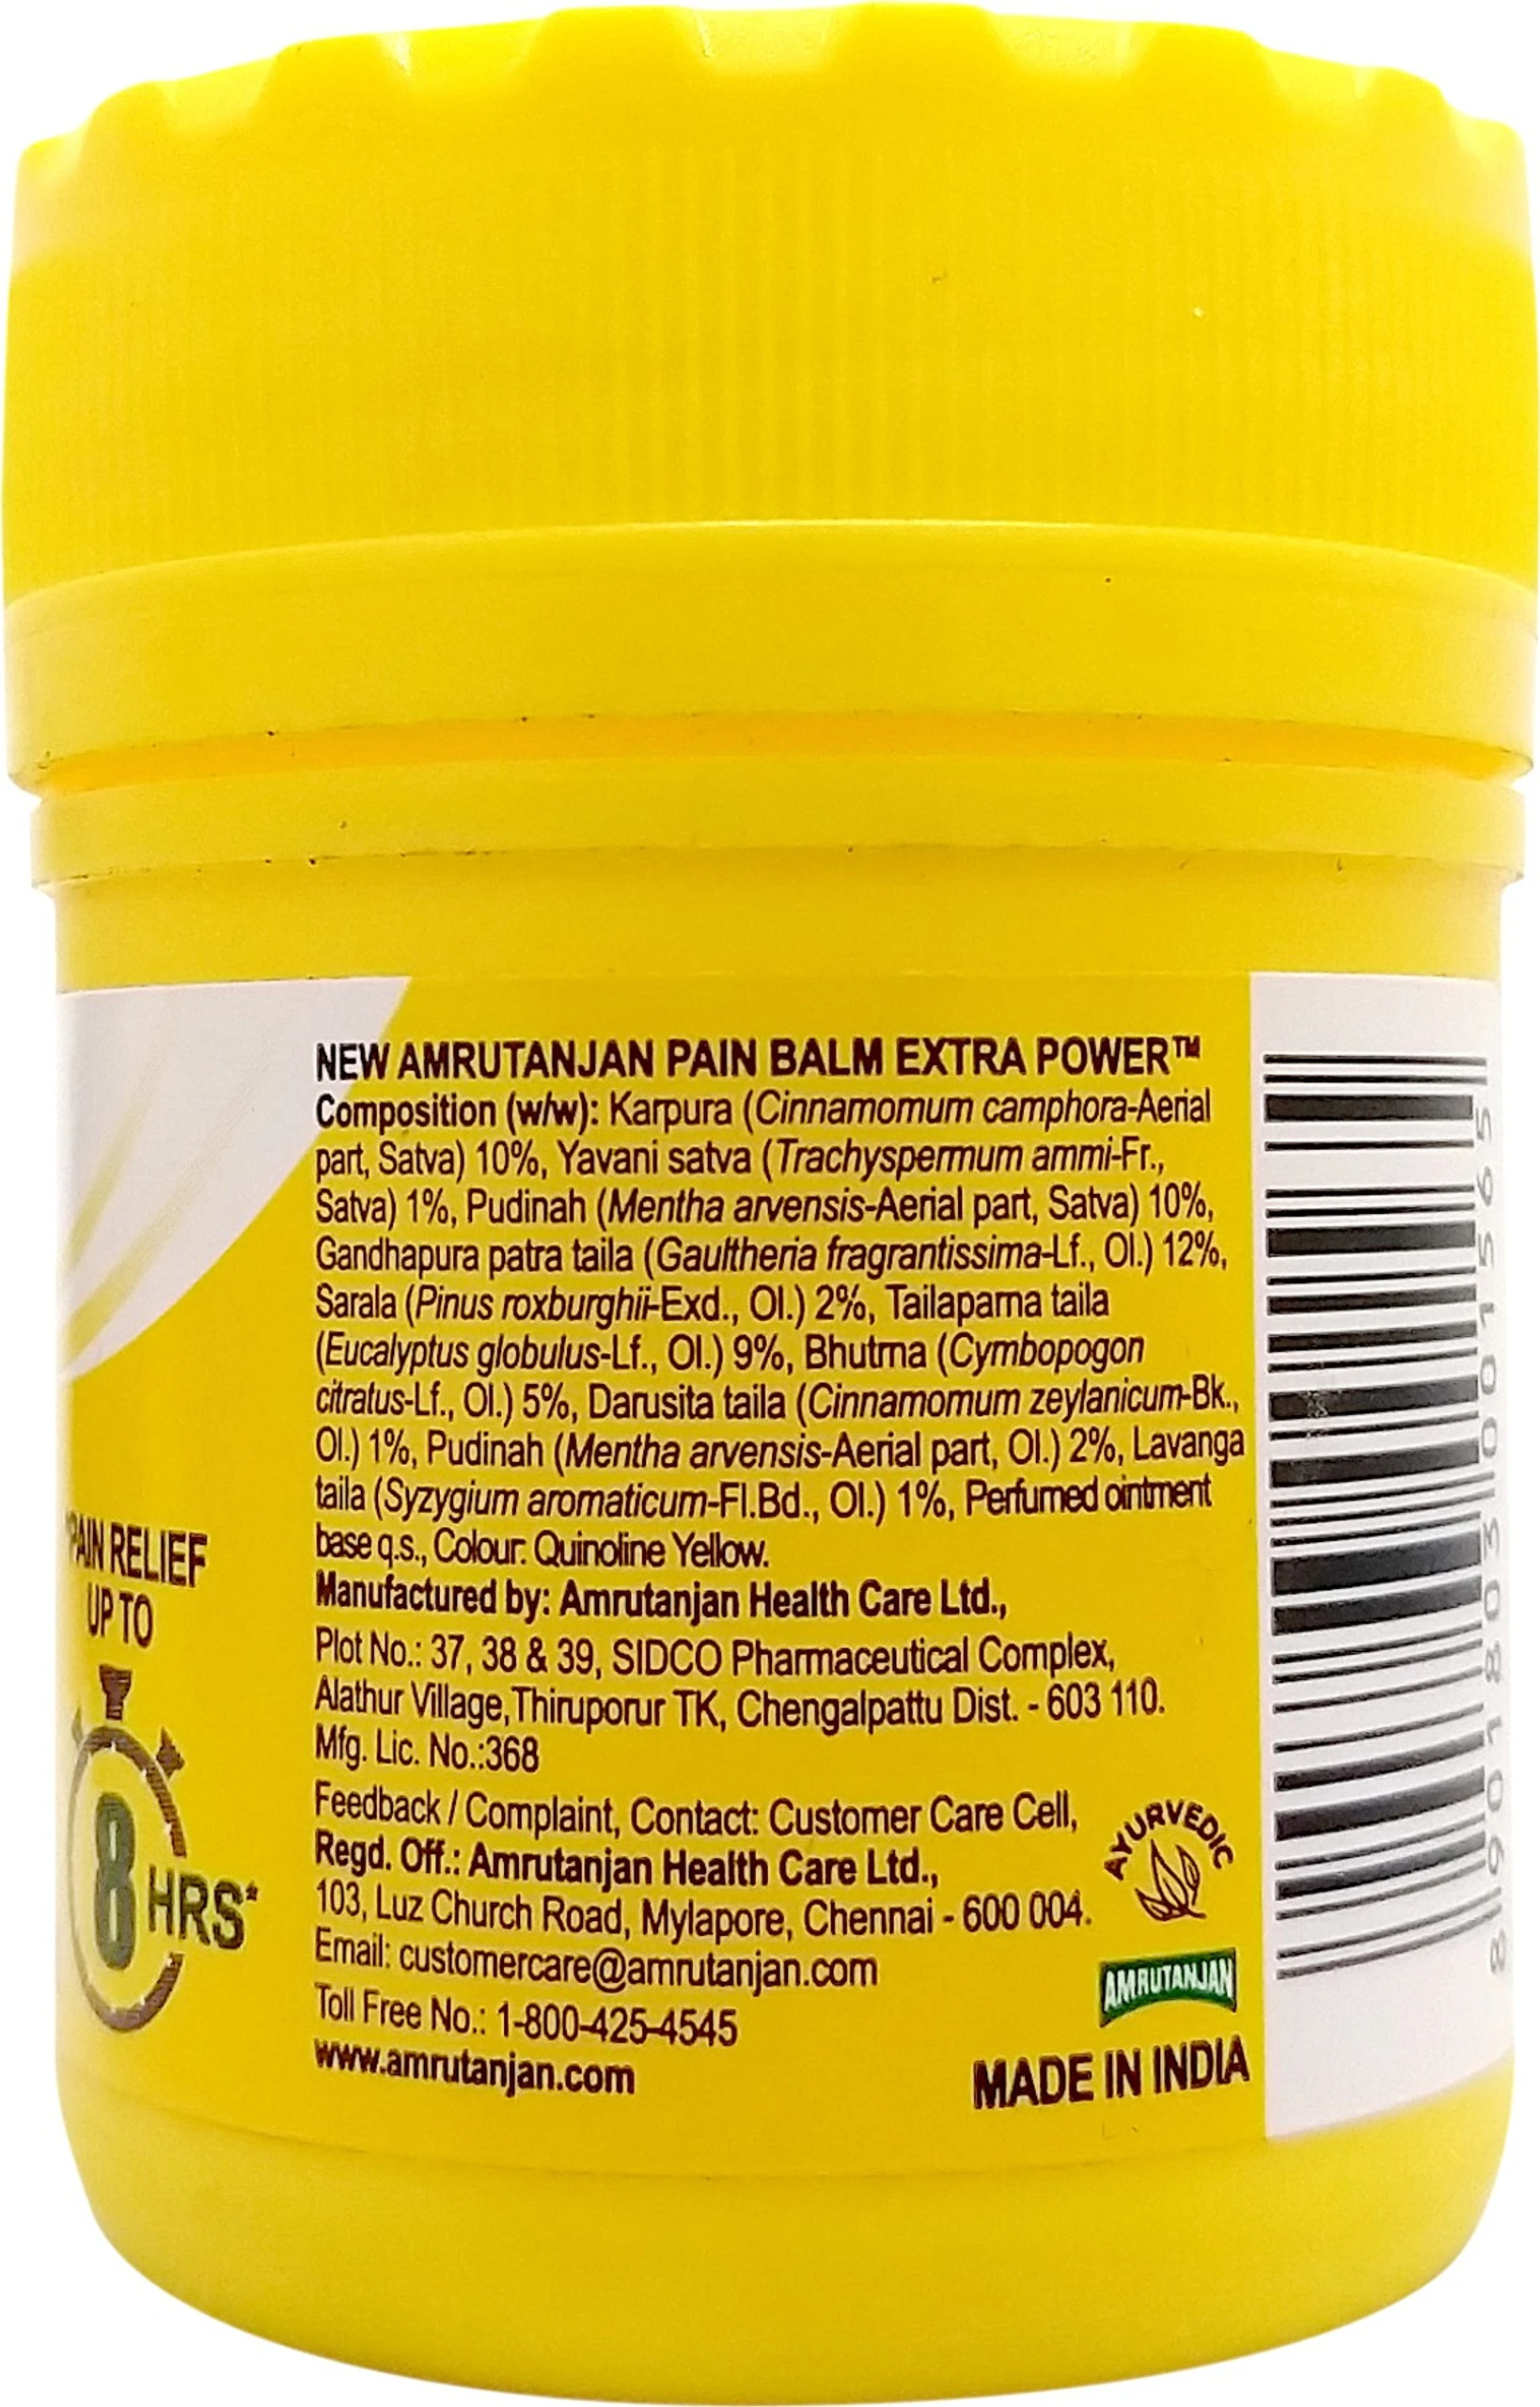 NEW AMRUTANJAN PAIN BALM EXTRA POWER™
Composition (w/w): Karpura (Cinnamomum camphora-Aerial
part, Satva) 10%, Yavani satva (Trachyspermum ammi-Fr.,
Satva) 1%, Pudinah (Mentha arvensis-Aerial part, Satva) 10%,
Gandhapura patra taila (Gaultheria fragrantissima-Lf., Ol.) 12%,
Sarala (Pinus roxburghii-Exd., Ol.) 2%, Tailaparna taila
(Eucalyptus globulus-Lf., Ol.) 9%, Bhutrna (Cymbopogon
citratus-Lf., Ol.) 5%, Darusita taila (Cinnamomum zeylanicum-Bk.,
Ol.) 1%, Pudinah (Mentha arvensis-Aerial part, Ol.) 2%, Lavanga
taila (Syzygium aromaticum-Fl.Bd., Ol.) 1%, Perfumed ointment
base q.s., Colour: Quinoline Yellow.
Manufactured by: Amrutanjan Health Care Ltd.,
Plot No.: 37, 38 & 39, SIDCO Pharmaceutical Complex,
Alathur Village,Thiruporur TK, Chengalpattu Dist. - 603 110.
Mfg. Lic. No.:368
Feedback / Complaint, Contact: Customer Care Cell,
Regd. Off.: Amrutanjan Health Care Ltd.,
103, Luz Church Road, Mylapore, Chennai - 600 004.
Email: customercare@amrutanjan.com
Toll Free No.: 1-800-425-4545
www.amrutanjan.com
AYURVEDIC
AMRUTANJAN
MADE IN INDIA
PAIN RELIEF
UP TO
8 HRS*
8 901803 001565